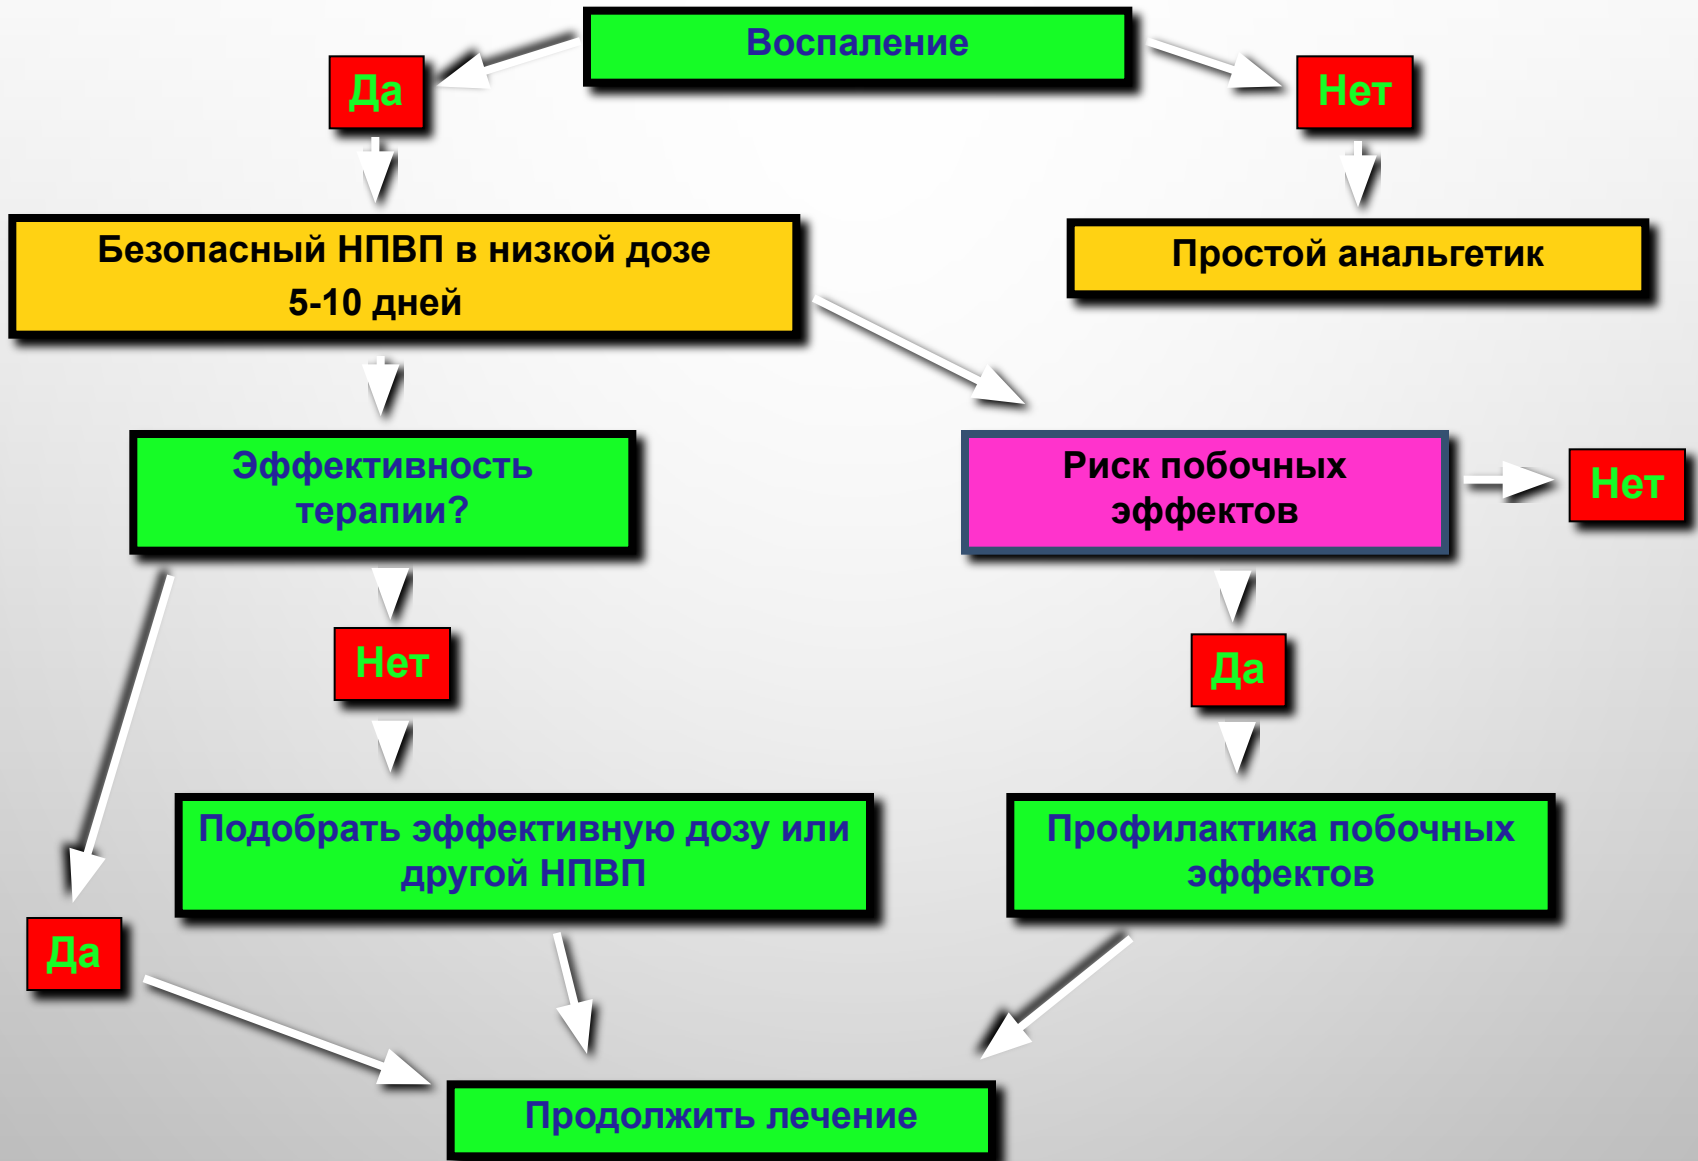 Воспаление
Да
Нет
Безопасный НПВП в низкой дозе
5-10 дней
Простой анальгетик
Эффективность
терапии?
Риск побочных
эффектов
Нет
Нет
Да
Подобрать эффективную дозу или
другой НПВП
Профилактика побочных
эффектов
Да
Продолжить лечение